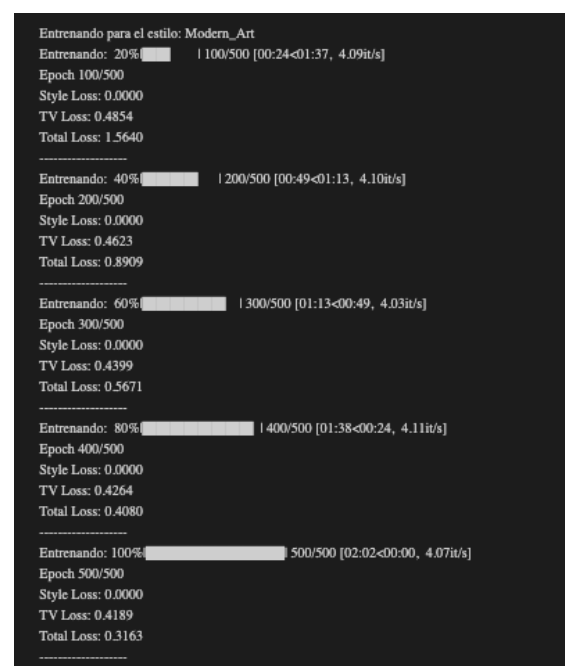 Entrenando para el estilo: Modern_Art
Entrenando: 20%| | 100/500 [00:24<01:37, 4.09it/s]
Epoch 100/500
Style Loss: 0.0000
TV Loss: 0.4854
Total Loss: 1.5640
--------------------
Entrenando: 40%| | 200/500 [00:49<01:13, 4.10it/s]
Epoch 200/500
Style Loss: 0.0000
TV Loss: 0.4623
Total Loss: 0.8909
--------------------
Entrenando: 60%| | 300/500 [01:13<00:49, 4.03it/s]
Epoch 300/500
Style Loss: 0.0000
TV Loss: 0.4399
Total Loss: 0.5671
--------------------
Entrenando: 80%| | 400/500 [01:38<00:24, 4.11it/s]
Epoch 400/500
Style Loss: 0.0000
TV Loss: 0.4264
Total Loss: 0.4080
--------------------
Entrenando: 100%| | 500/500 [02:02<00:00, 4.07it/s]
Epoch 500/500
Style Loss: 0.0000
TV Loss: 0.4189
Total Loss: 0.3163
--------------------